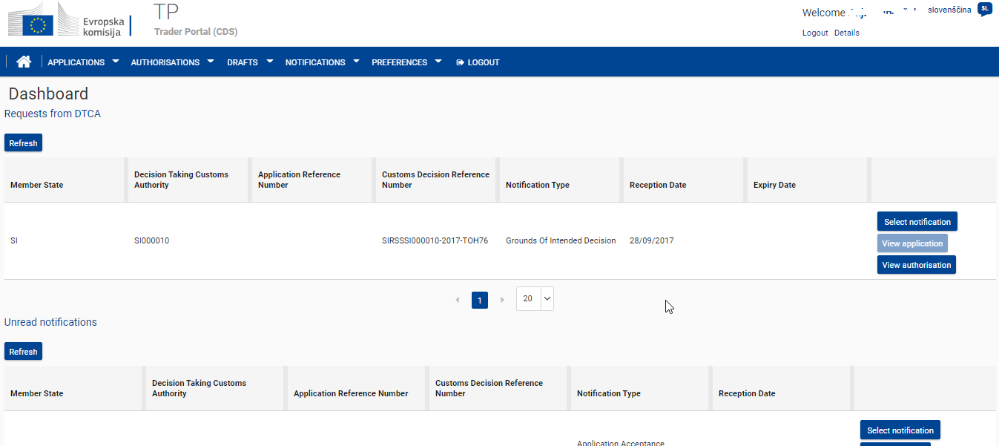 TP
Evropska
komisija
Trader Portal (CDS)
Welcome
slovenščina SL
Logout Details
APPLICATIONS AUTHORISATIONS DRAFTS NOTIFICATIONS PREFERENCES LOGOUT
Dashboard
Requests from DTCA
Refresh
Member State
Decision Taking Customs
Authority
Application Reference
Number
Customs Decision Reference
Number
Notification Type
Reception Date
Expiry Date
SI
SI000010
SIRSSSI000010-2017-TOH76
Grounds Of Intended Decision
28/09/2017
Select notification
View application
View authorisation
1
20
Unread notifications
Refresh
Member State
Decision Taking Customs
Authority
Application Reference Number
Customs Decision Reference
Number
Notification Type
Reception Date
Application Acceptance
Select notification